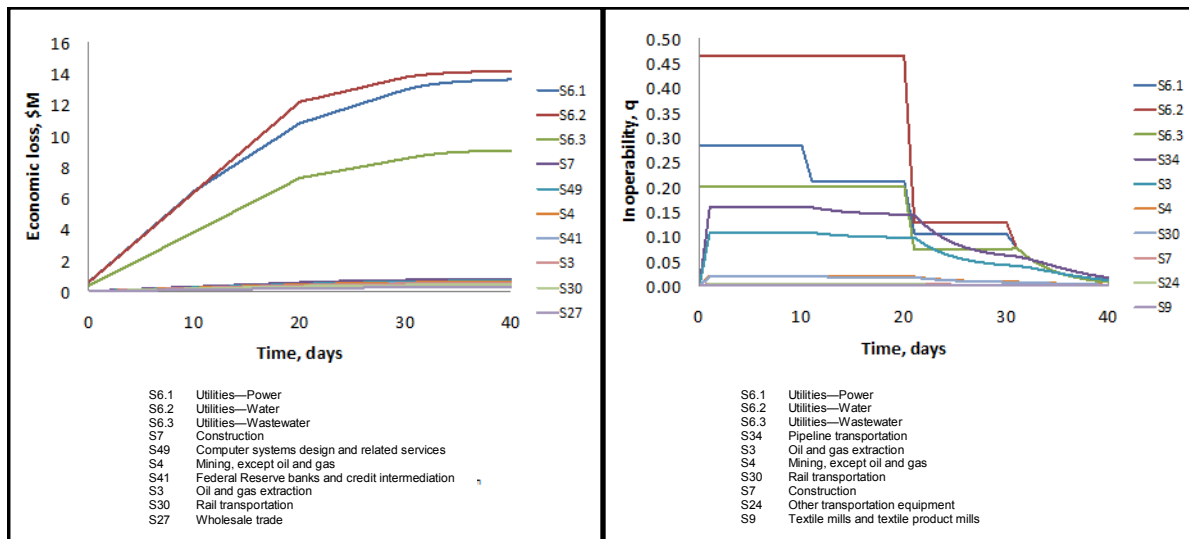 Economic loss, $M
16
14
12
10
8
6
4
2
0
0 10 20 30 40
Time, days
S6.1
S6.2
S6.3
S7
S49
S4
S41
S3
S30
S27
S6.1 Utilities—Power
S6.2 Utilities—Water
S6.3 Utilities—Wastewater
S7 Construction
S49 Computer systems design and related services
S4 Mining, except oil and gas
S41 Federal Reserve banks and credit intermediation
S3 Oil and gas extraction
S30 Rail transportation
S27 Wholesale trade
Inoperability, q
0.50
0.45
0.40
0.35
0.30
0.25
0.20
0.15
0.10
0.05
0.00
0 10 20 30 40
Time, days
S6.1
S6.2
S6.3
S34
S3
S4
S30
S7
S24
S9
S6.1 Utilities—Power
S6.2 Utilities—Water
S6.3 Utilities—Wastewater
S34 Pipeline transportation
S3 Oil and gas extraction
S4 Mining, except oil and gas
S30 Rail transportation
S7 Construction
S24 Other transportation equipment
S9 Textile mills and textile product mills